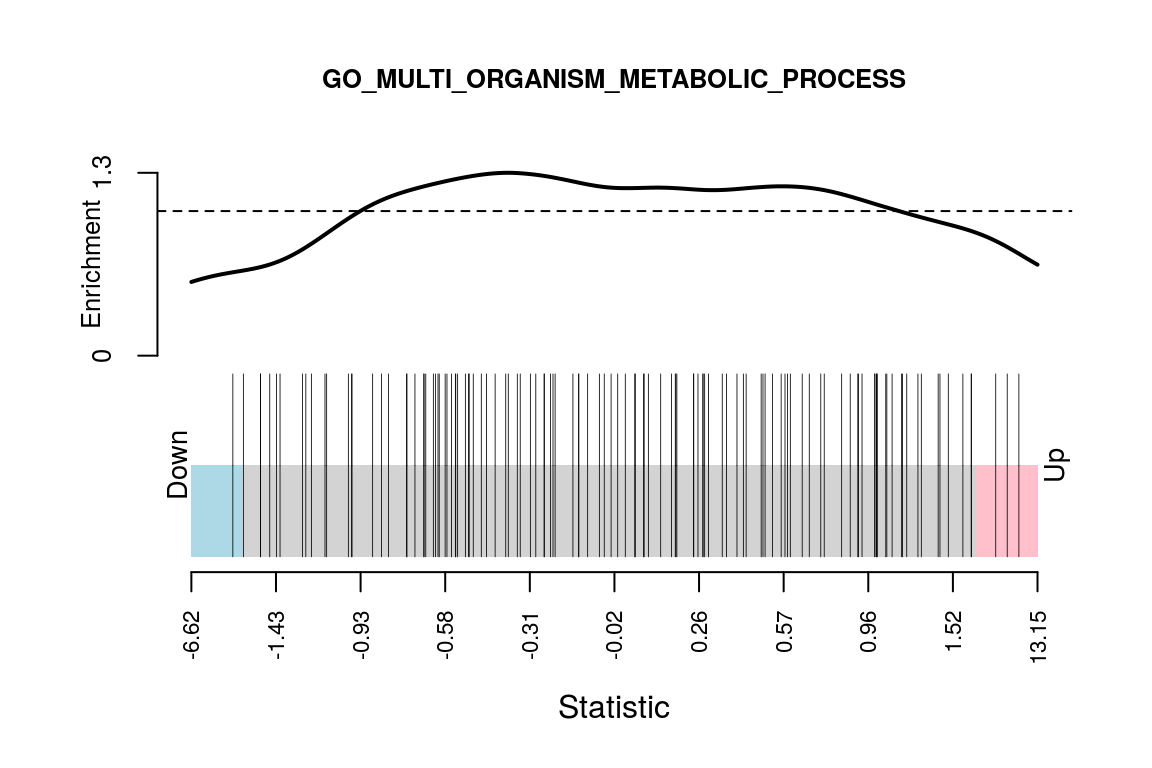 GO_MULTI_ORGANISM_METABOLIC_PROCESS
1.3
Enrichment
0
Down
Up
-6.62
-1.43
-0.93
-0.58
-0.31
-0.02
0.26
0.57
0.96
1.52
13.15
Statistic